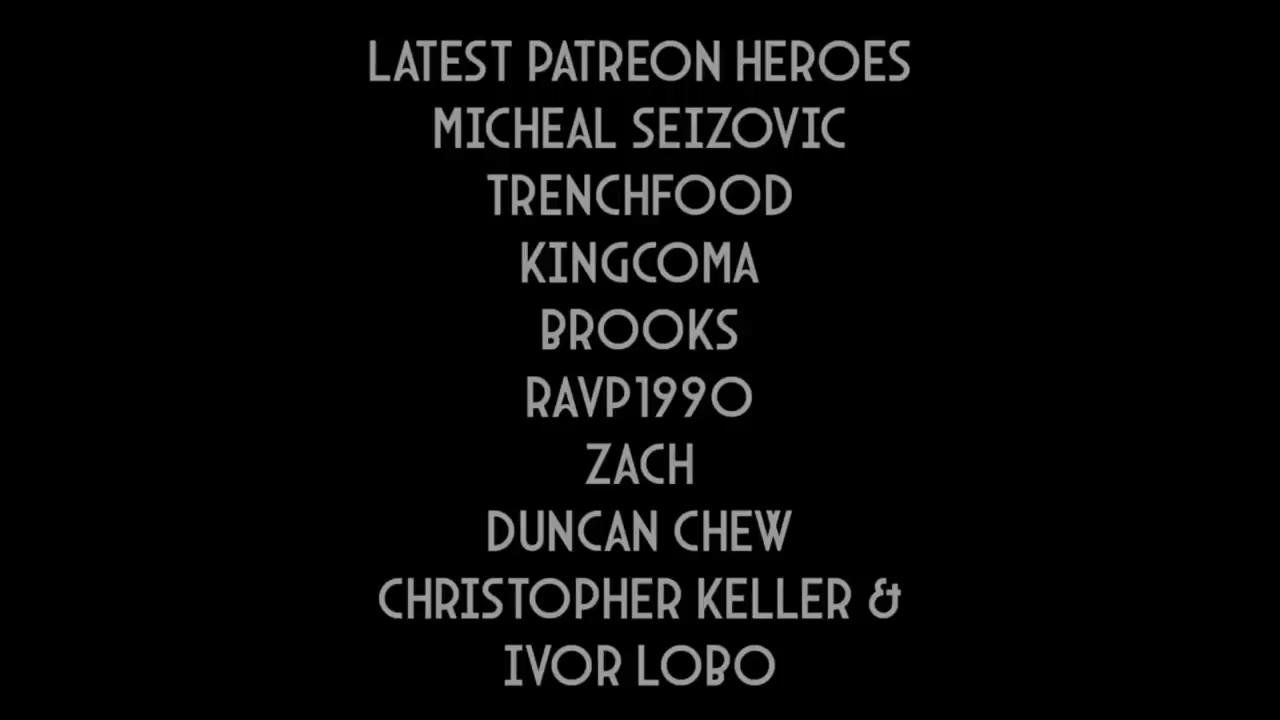 LATEST PATREON HEROES
MICHEAL SEIZOVIC
TRENCHFOOD
KINGCOMA
BROOKS
RAVP1990
ZACH
DUNCAN CHEW
CHRISTOPHER KELLER &
IVOR LOBO